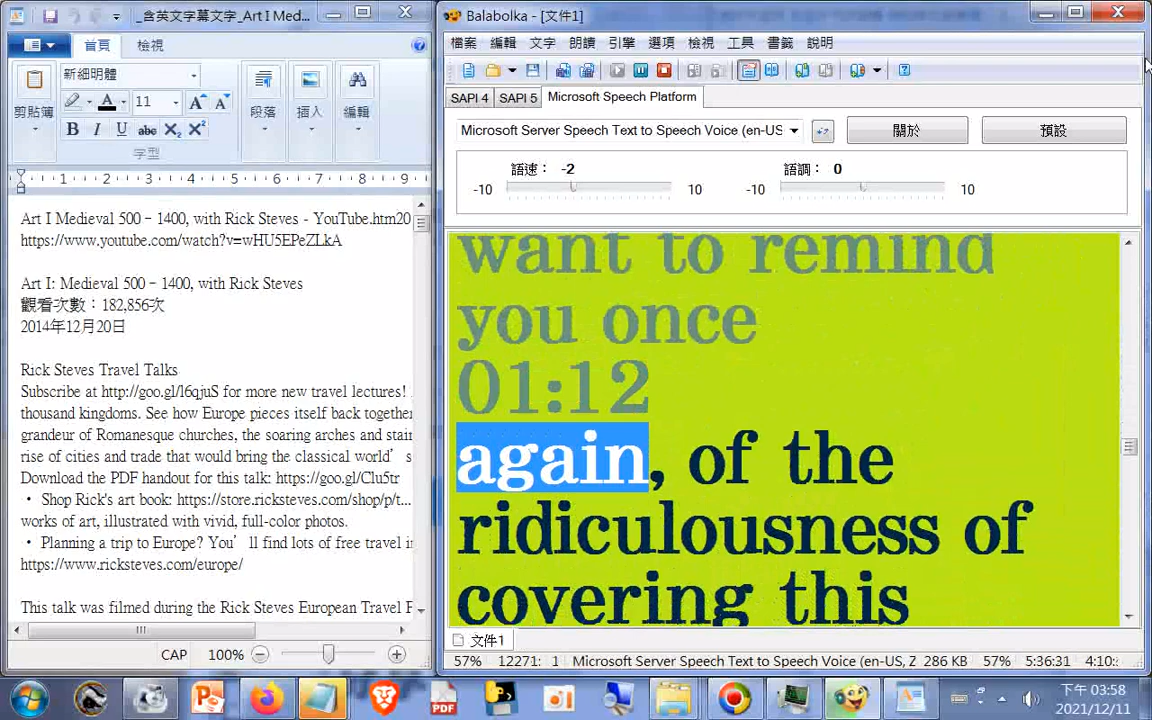 _含英文字幕文字_Art I Med...
首頁
檢視
剪貼簿
新細明體
11
字型
段落
插入
編輯
1 2 3 4 5 6 7 8 9
Art I Medieval 500 - 1400, with Rick Steves - YouTube.htm20
https://www.youtube.com/watch?v=wHU5EPeZLkA
Art I: Medieval 500 - 1400, with Rick Steves
觀看次數：182,856次
2014年12月20日
Rick Steves Travel Talks
Subscribe at http://goo.gl/l6qjuS for more new travel lectures!
thousand kingdoms. See how Europe pieces itself back together
grandeur of Romanesque churches, the soaring arches and stain
rise of cities and trade that would bring the classical world's
Download the PDF handout for this talk: https://goo.gl/Clu5tr
• Shop Rick's art book: https://store.ricksteves.com/shop/p/t...
works of art, illustrated with vivid, full-color photos.
• Planning a trip to Europe? You'll find lots of free travel i
https://www.ricksteves.com/europe/
This talk was filmed during the Rick Steves European Travel F
CAP 100%
Balabolka - [文件1]
檔案 編輯 文字 朗讀 引擎 選項 檢視 工具 書籤 說明
SAPI 4 SAPI 5 Microsoft Speech Platform
Microsoft Server Speech Text to Speech Voice (en-US
關於
預設
語速： -2
-10 10
語調： 0
-10 10
want to remind
you once
01:12
again, of the
ridiculousness of
covering this
文件1
57% 12271: 1 Microsoft Server Speech Text to Speech Voice (en-US, Z 286 KB 57% 5:36:31 4:10:
PDF
下午 03:58
2021/12/11